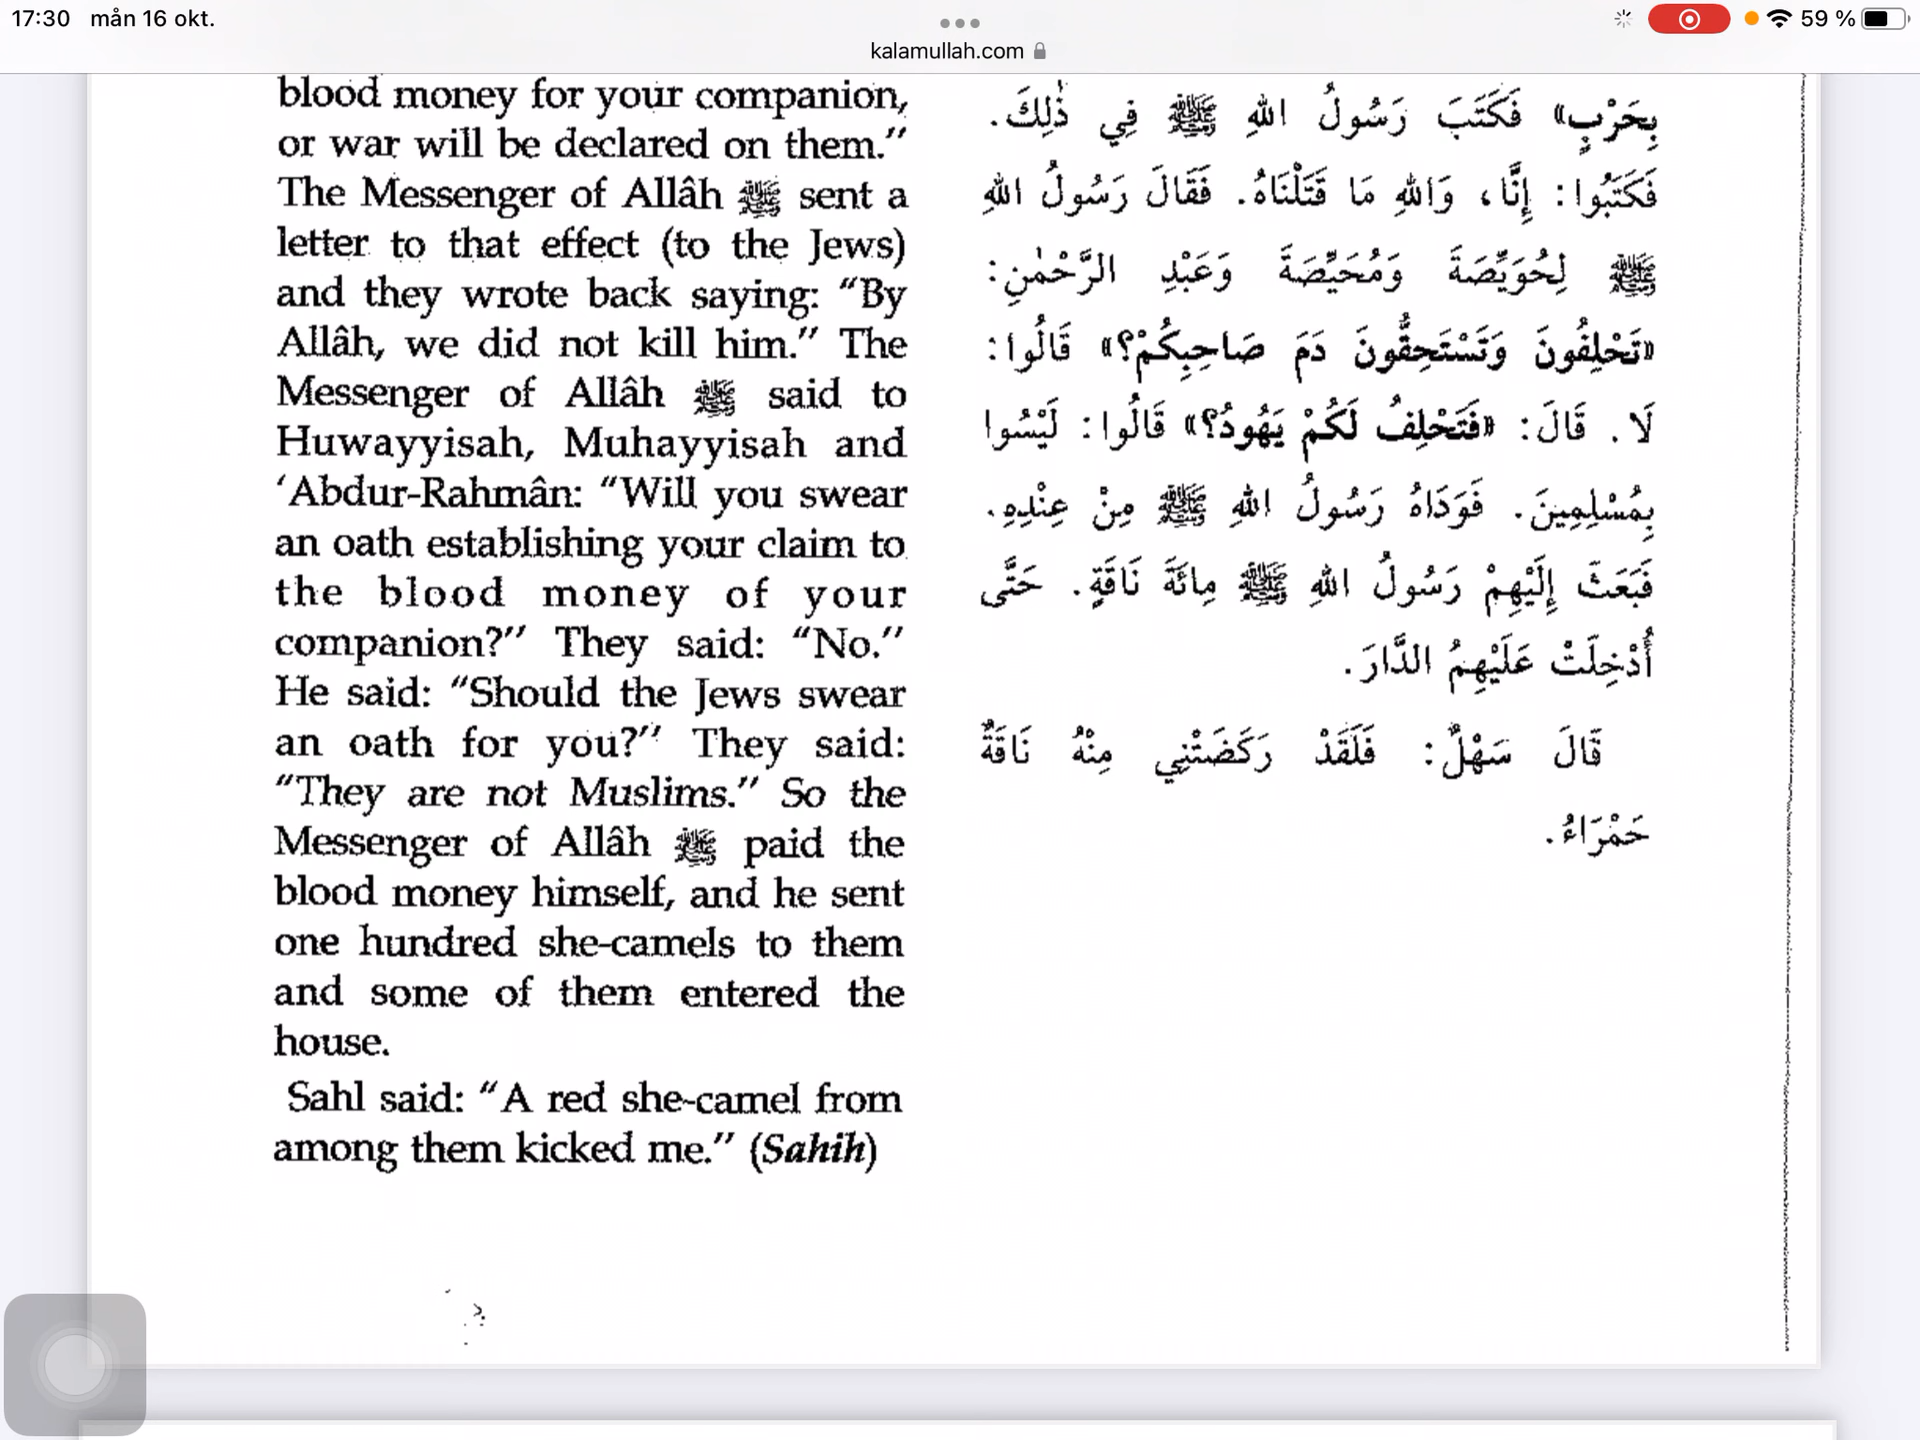 17:30 mån 16 okt.
59 %
kalamullah.com
blood money for your companion,
or war will be declared on them.”
The Messenger of Allâh ﷺ sent a
letter to that effect (to the Jews)
and they wrote back saying: “By
Allâh, we did not kill him.” The
Messenger of Allâh ﷺ said to
Huwayyisah, Muhayyisah and
‘Abdur-Rahmân: “Will you swear
an oath establishing your claim to
the blood money of your
companion?” They said: “No.”
He said: “Should the Jews swear
an oath for you?” They said:
“They are not Muslims.” So the
Messenger of Allâh ﷺ paid the
blood money himself, and he sent
one hundred she-camels to them
and some of them entered the
house.
Sahl said: “A red she-camel from
among them kicked me.” (Sahih)
بِحَرْبٍ» فَكَتَبَ رَسُولُ اللهِ ﷺ فِي ذٰلِكَ.
فَكَتَبُوا: إِنَّا، وَاللهِ مَا قَتَلْنَاهُ. فَقَالَ رَسُولُ اللهِ
ﷺ لِحُوَيِّصَةَ وَمُحَيِّصَةَ وَعَبْدِ الرَّحْمٰنِ:
«تَحْلِفُونَ وَتَسْتَحِقُّونَ دَمَ صَاحِبِكُمْ؟» قَالُوا:
لَا. قَالَ: «فَتَحْلِفُ لَكُمْ يَهُودُ؟» قَالُوا: لَيْسُوا
بِمُسْلِمِينَ. فَوَدَاهُ رَسُولُ اللهِ ﷺ مِنْ عِنْدِهِ.
فَبَعَثَ إِلَيْهِمْ رَسُولُ اللهِ ﷺ مِائَةَ نَاقَةٍ. حَتَّى
أُدْخِلَتْ عَلَيْهِمُ الدَّارَ.
قَالَ سَهْلٌ: فَلَقَدْ رَكَضَتْنِي مِنْهُ نَاقَةٌ
حَمْرَاءُ.